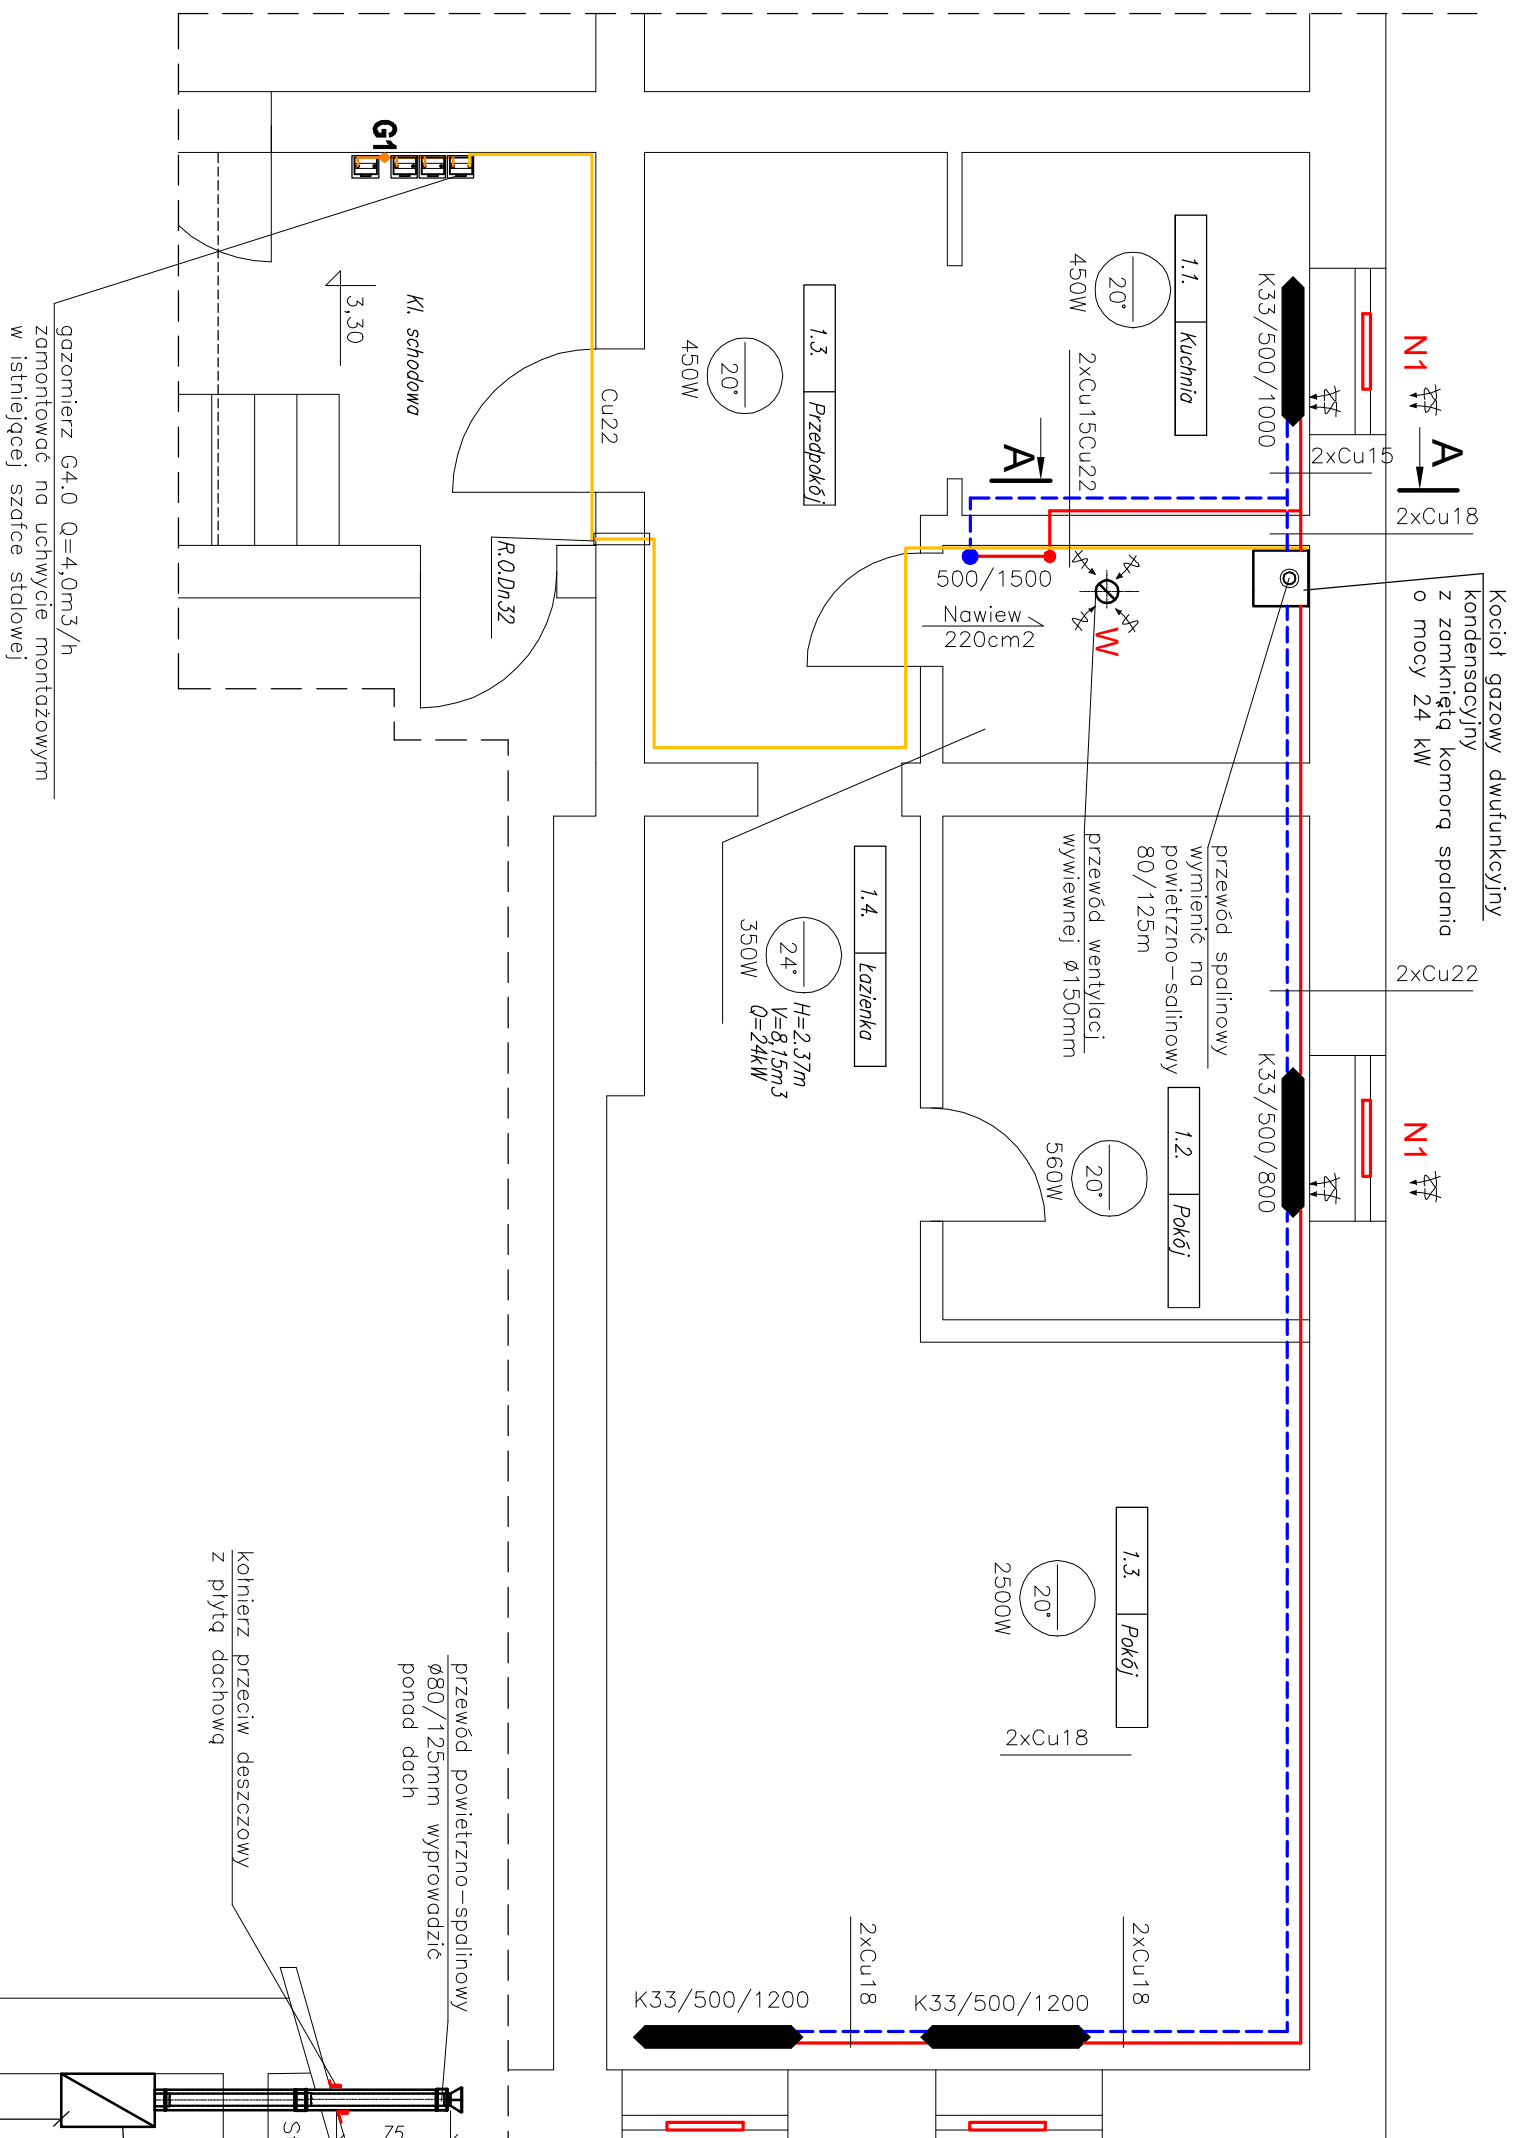 Kocioł gazowy dwufunkcyjny
kondensacyjny
z zamkniętą komorą spalania
o mocy 24 kW
N1
N1
A
A
K33/500/1000
2xCu15
2xCu18
2xCu22
K33/500/800
1.1. Kuchnia
20°
450W
2xCu15Cu22
500/1500
Nawiew
220cm2
W
przewód spalinowy
wymienić na
powietrzno-salinowy
80/125m
przewód wentylacj
wywiewnej ø150mm
1.2. Pokój
20°
560W
1.3. Pokój
20°
2500W
2xCu18
2xCu18
2xCu18
K33/500/1200
K33/500/1200
1.3. Przedpokój
20°
450W
1.4. Łazienka
24°
350W
H=2.37m
V=8,15m3
Q=24kW
Cu22
R.O.Dn32
Kl. schodowa
3,30
G1
gazomierz G4.0 Q=4,0m3/h
zamontować na uchwycie montażowym
w istniejącej szafce stalowej
przewód powietrzno-spalinowy
ø80/125mm wyprowadzić
ponad dach
kołnierz przeciw deszczowy
z płytą dachową
75